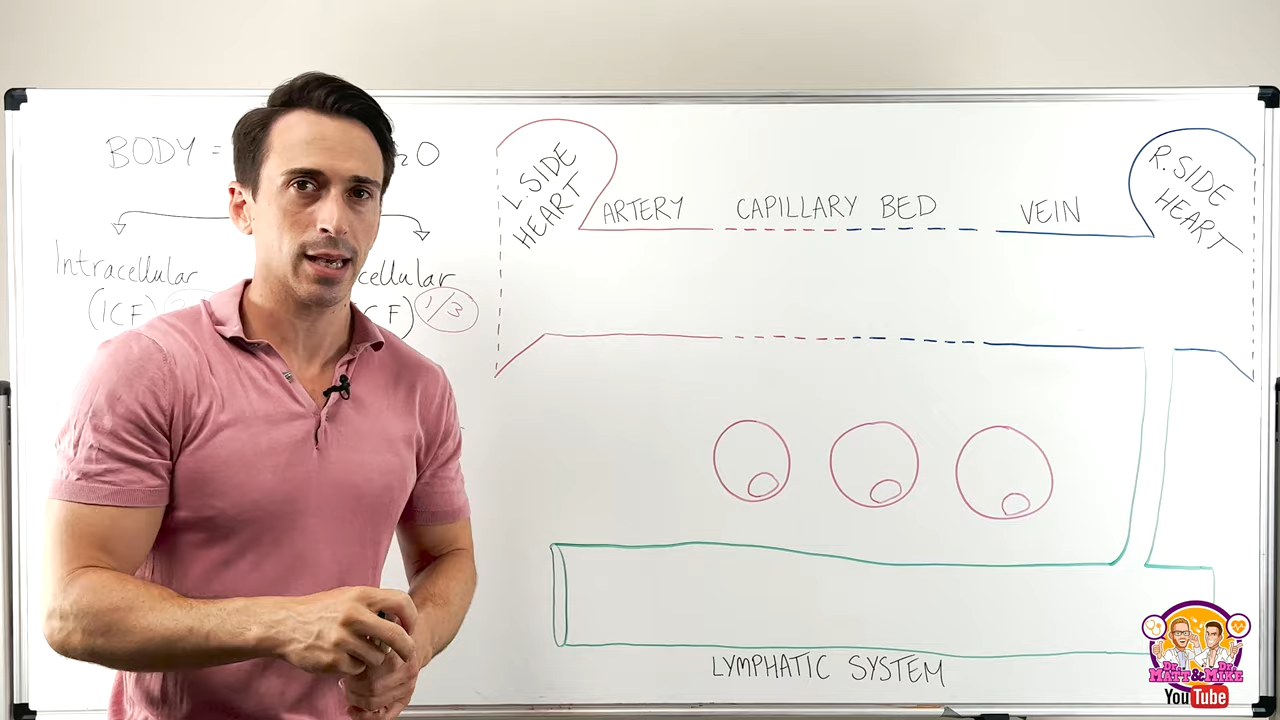 BODY = 
H2O
Intracellular
cellular
(ICF)
CF)
1/3
L. SIDE
HEART
ARTERY
CAPILLARY BED
VEIN
R. SIDE
HEART
LYMPHATIC SYSTEM
Dr. Dr.
MATT & MIKE
YouTube